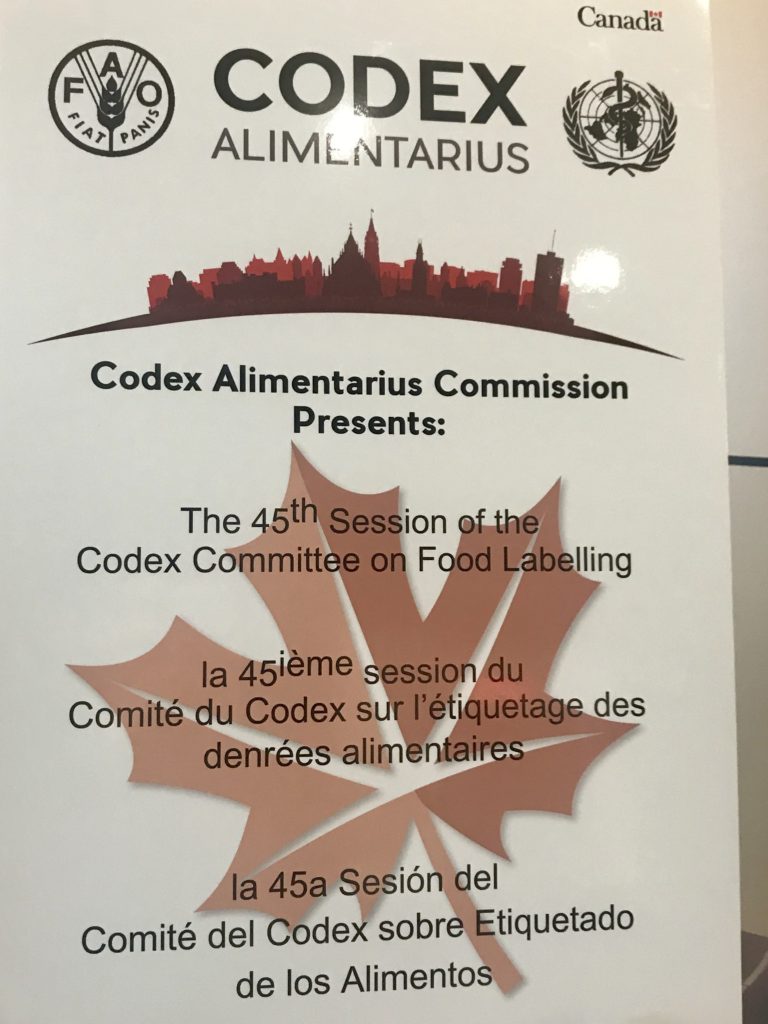 Canada
FAO
FIAT PANIS
CODEX
ALIMENTARIUS
Codex Alimentarius Commission
Presents:
The 45th Session of the
Codex Committee on Food Labelling
la 45ième session du
Comité du Codex sur l'étiquetage des
denrées alimentaires
la 45a Sesión del
Comité del Codex sobre Etiquetado
de los Alimentos